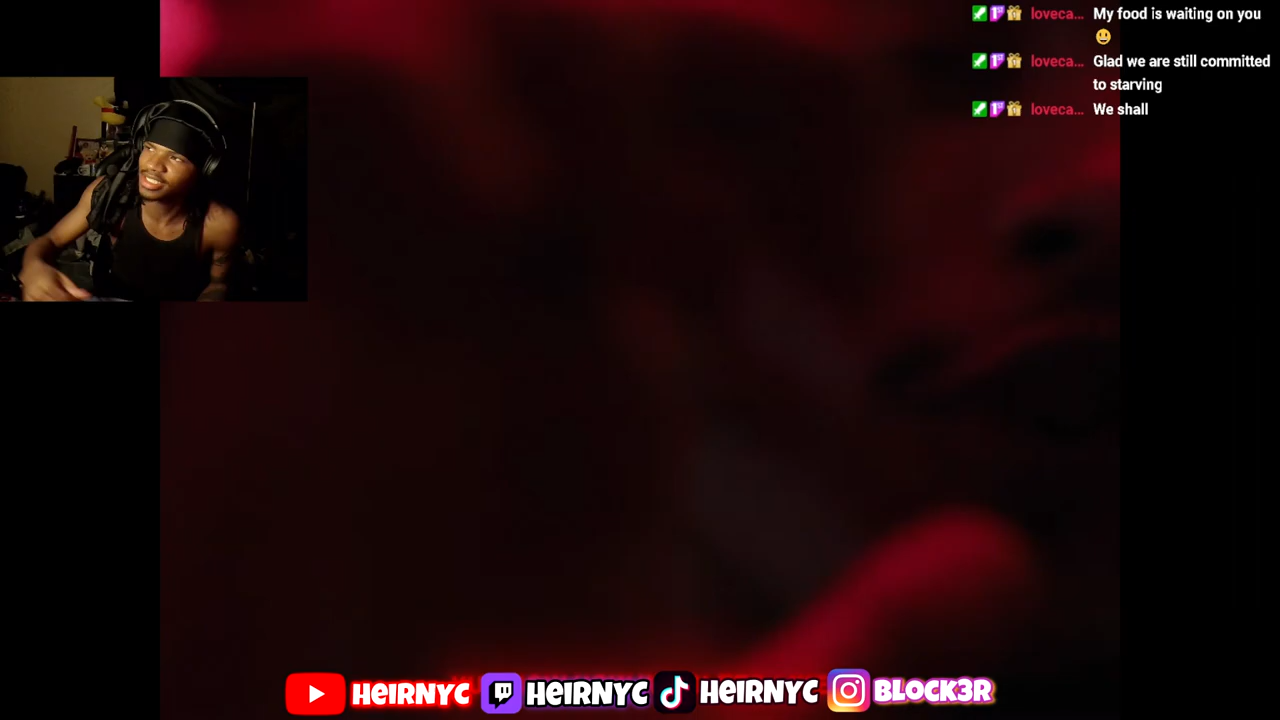 loveca... My food is waiting on you
loveca... Glad we are still committed
to starving
loveca... We shall
HEIRNYC HEIRNYC HEIRNYC BLOCK3R